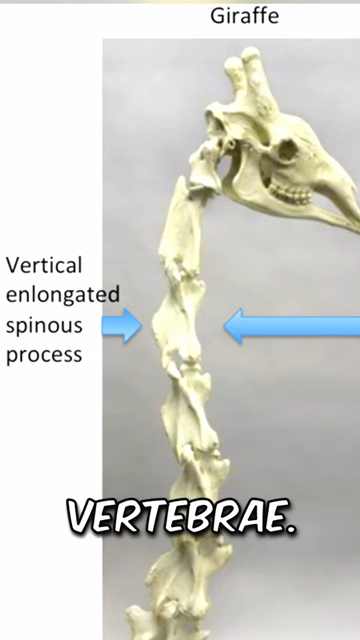 Giraffe
Vertical
enlongated
spinous
process
VERTEBRAE.